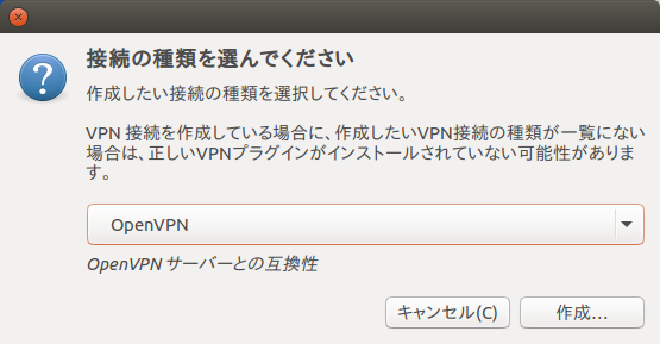 接続の種類を選んでください
作成したい接続の種類を選択してください。
VPN 接続を作成している場合に、作成したいVPN接続の種類が一覧にない
場合は、正しいVPNプラグインがインストールされていない可能性がありま
す。
OpenVPN
OpenVPN サーバーとの互換性
キャンセル(C)
作成...